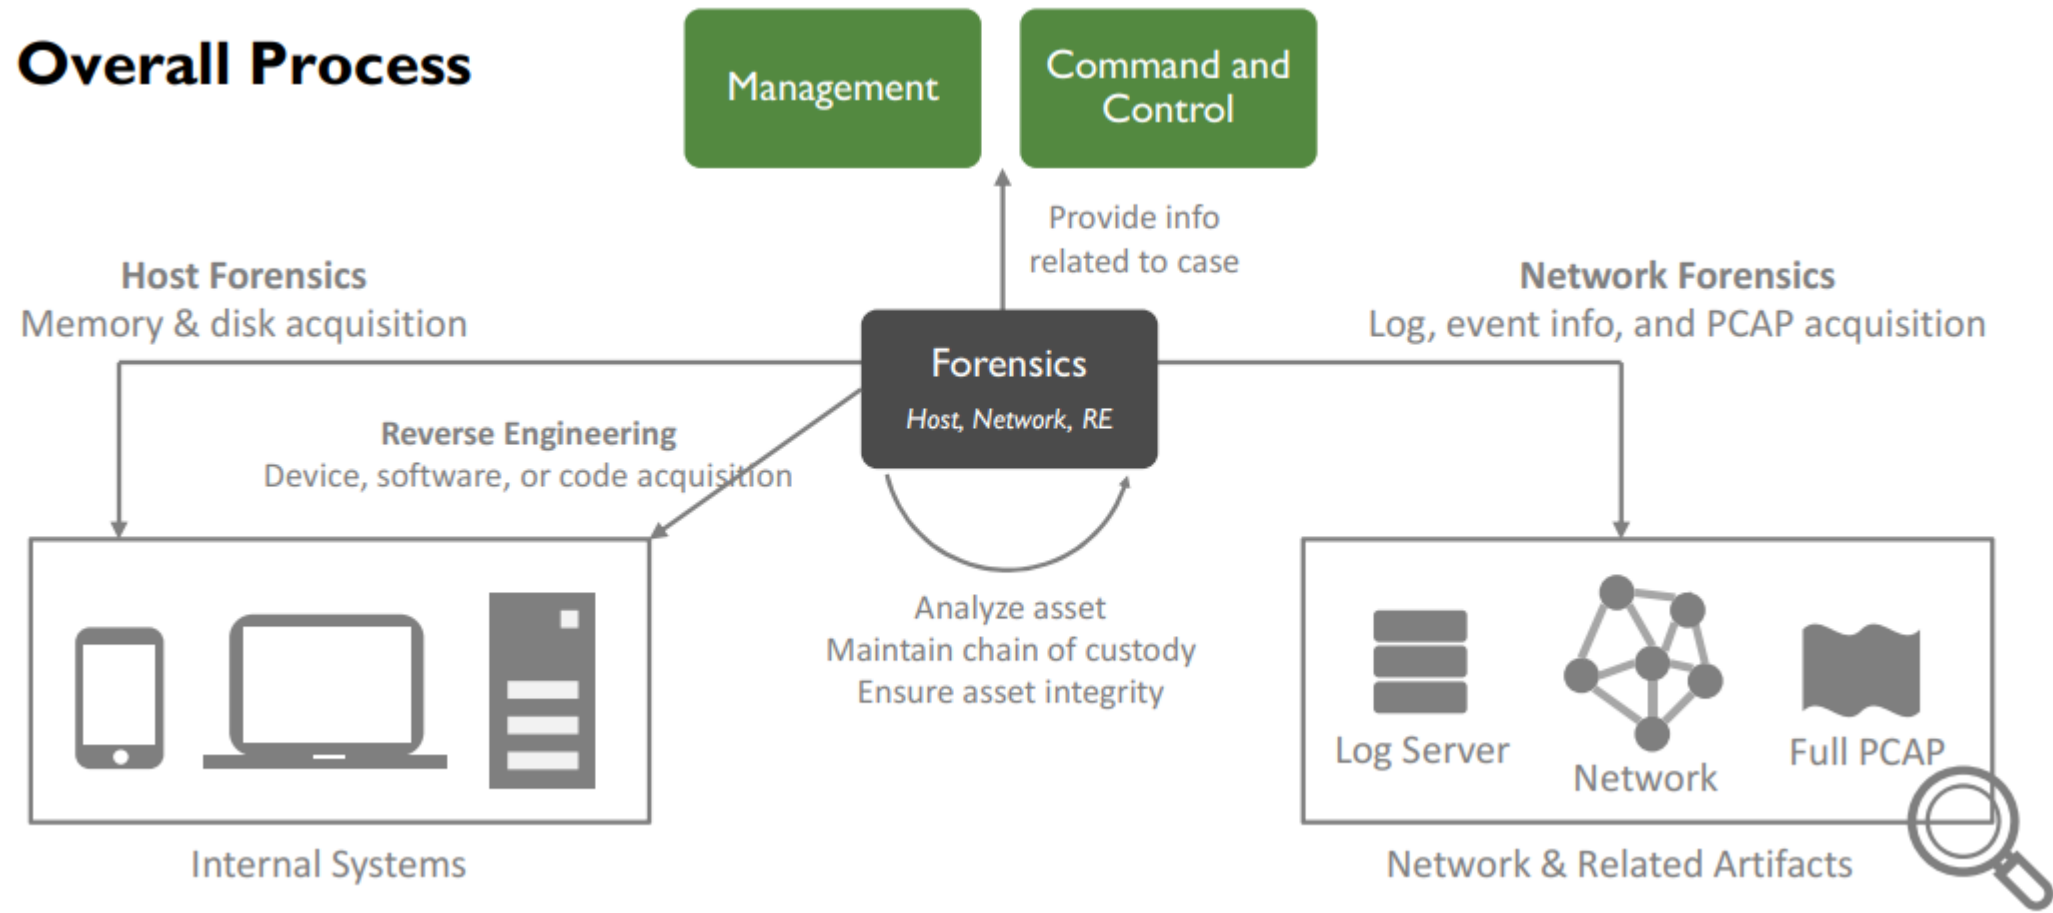 Overall Process
Management
Command and
Control
Provide info
related to case
Host Forensics
Memory & disk acquisition
Network Forensics
Log, event info, and PCAP acquisition
Forensics
Host, Network, RE
Reverse Engineering
Device, software, or code acquisition
Analyze asset
Maintain chain of custody
Ensure asset integrity
Log Server
Network
Full PCAP
Internal Systems
Network & Related Artifacts